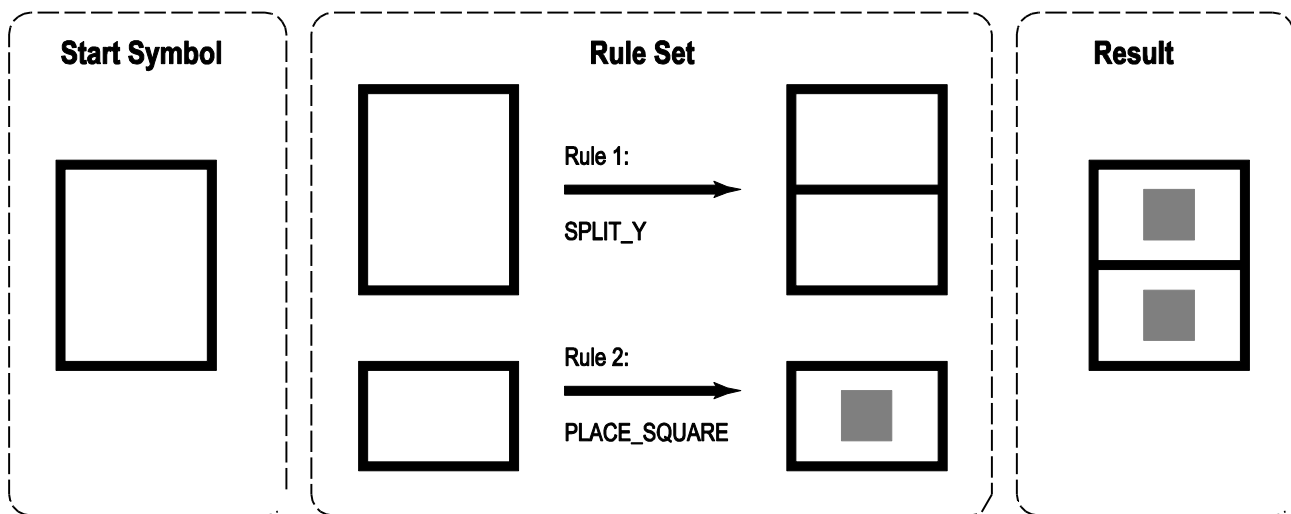 Start Symbol
Rule Set
Rule 1:
SPLIT_Y
Rule 2:
PLACE_SQUARE
Result